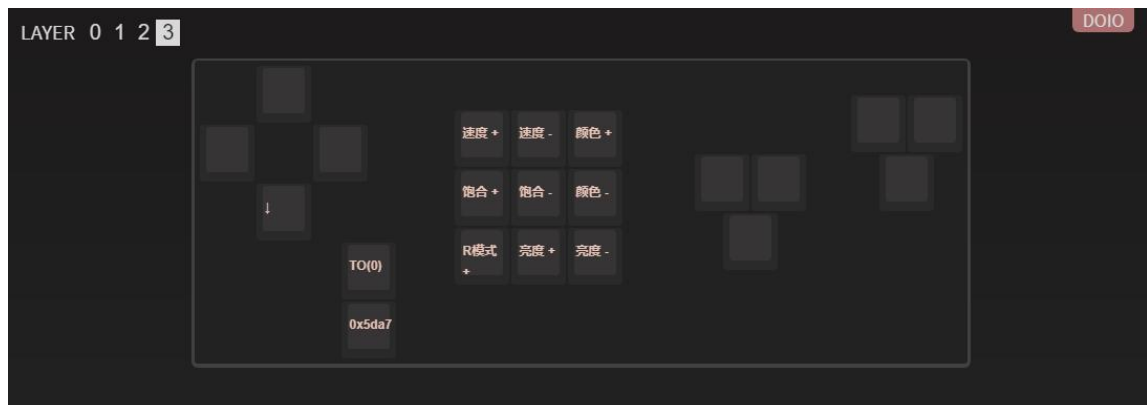 LAYER 0 1 2 3
DOIO
速度 + 速度 - 颜色 +
饱合 + 饱合 - 颜色 -
↓
R模式 + 亮度 + 亮度 -
TO(0)
0x5da7